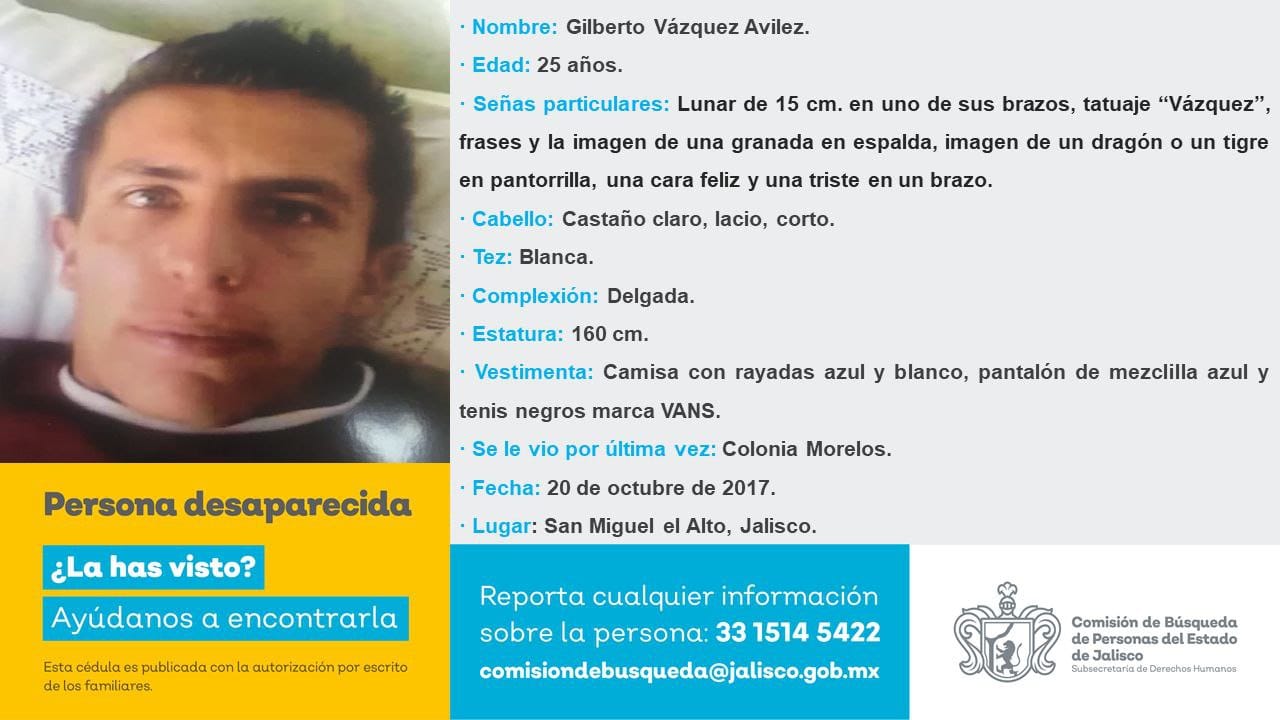 · Nombre: Gilberto Vázquez Avilez.
· Edad: 25 años.
· Señas particulares: Lunar de 15 cm. en uno de sus brazos, tatuaje “Vázquez”,
frases y la imagen de una granada en espalda, imagen de un dragón o un tigre
en pantorrilla, una cara feliz y una triste en un brazo.
· Cabello: Castaño claro, lacio, corto.
· Tez: Blanca.
· Complexión: Delgada.
· Estatura: 160 cm.
· Vestimenta: Camisa con rayadas azul y blanco, pantalón de mezclilla azul y
tenis negros marca VANS.
· Se le vio por última vez: Colonia Morelos.
· Fecha: 20 de octubre de 2017.
· Lugar: San Miguel el Alto, Jalisco.
Persona desaparecida
¿La has visto?
Ayúdanos a encontrarla
Esta cédula es publicada con la autorización por escrito
de los familiares.
Reporta cualquier información
sobre la persona: 33 1514 5422
comisiondebusqueda@jalisco.gob.mx
Comisión de Búsqueda
de Personas del Estado
de Jalisco
Subsecretaría de Derechos Humanos